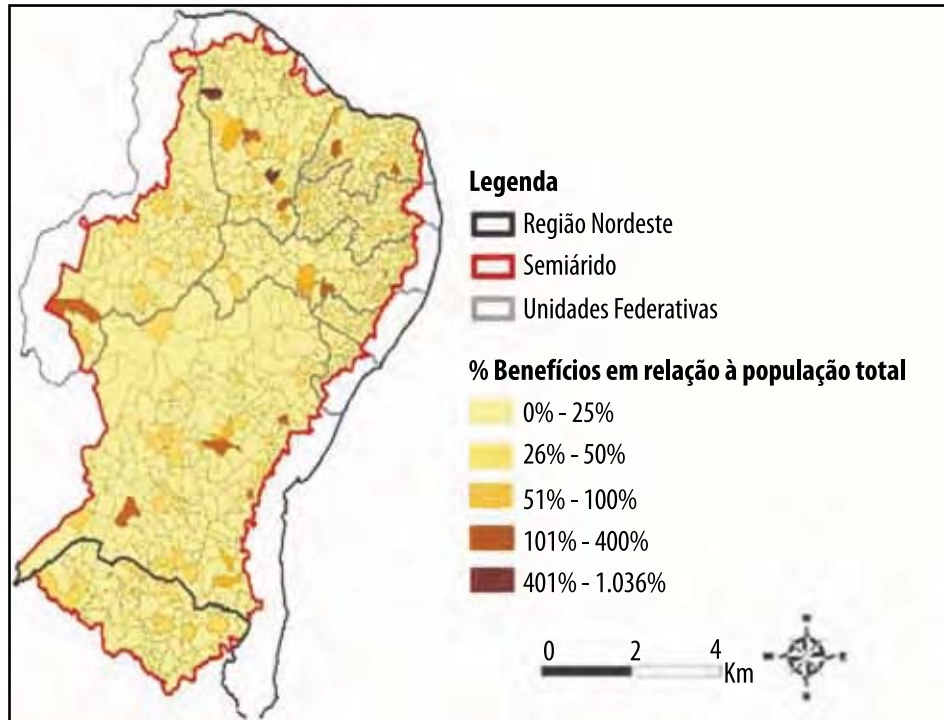 Legenda
Região Nordeste
Semiárido
Unidades Federativas
% Benefícios em relação à população total
0% - 25%
26% - 50%
51% - 100%
101% - 400%
401% - 1.036%
0 2 4
Km